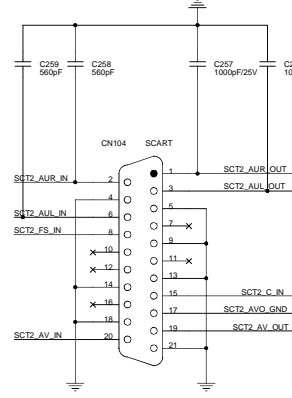 C259
560pF
C258
560pF
C257
1000pF/25V
CN104
SCART
1
SCT2_AUR_OUT
SCT2_AUR_IN
2
3
SCT2_AUL_OUT
4
5
SCT2_AUL_IN
6
7
SCT2_FS_IN
8
9
10
11
12
13
14
15
SCT2_C_IN
16
17
SCT2_AVO_GND
18
19
SCT2_AV_OUT
SCT2_AV_IN
20
21